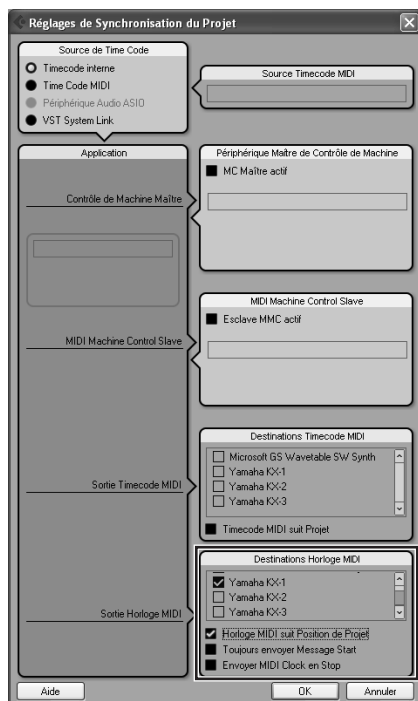 Réglages de Synchronisation du Projet
Source de Time Code
Timecode interne
Time Code MIDI
Périphérique Audio ASIO
VST System Link
Source Timecode MIDI
Application
Contrôle de Machine Maître
MIDI Machine Control Slave
Sortie Timecode MIDI
Sortie Horloge MIDI
Périphérique Maître de Contrôle de Machine
MC Maître actif
MIDI Machine Control Slave
Esclave MMC actif
Destinations Timecode MIDI
Microsoft GS Wavetable SW Synth
Yamaha KX-1
Yamaha KX-2
Yamaha KX-3
Timecode MIDI suit Projet
Destinations Horloge MIDI
Yamaha KX-1
Yamaha KX-2
Yamaha KX-3
Horloge MIDI suit Position de Projet
Toujours envoyer Message Start
Envoyer MIDI Clock en Stop
Aide
OK
Annuler